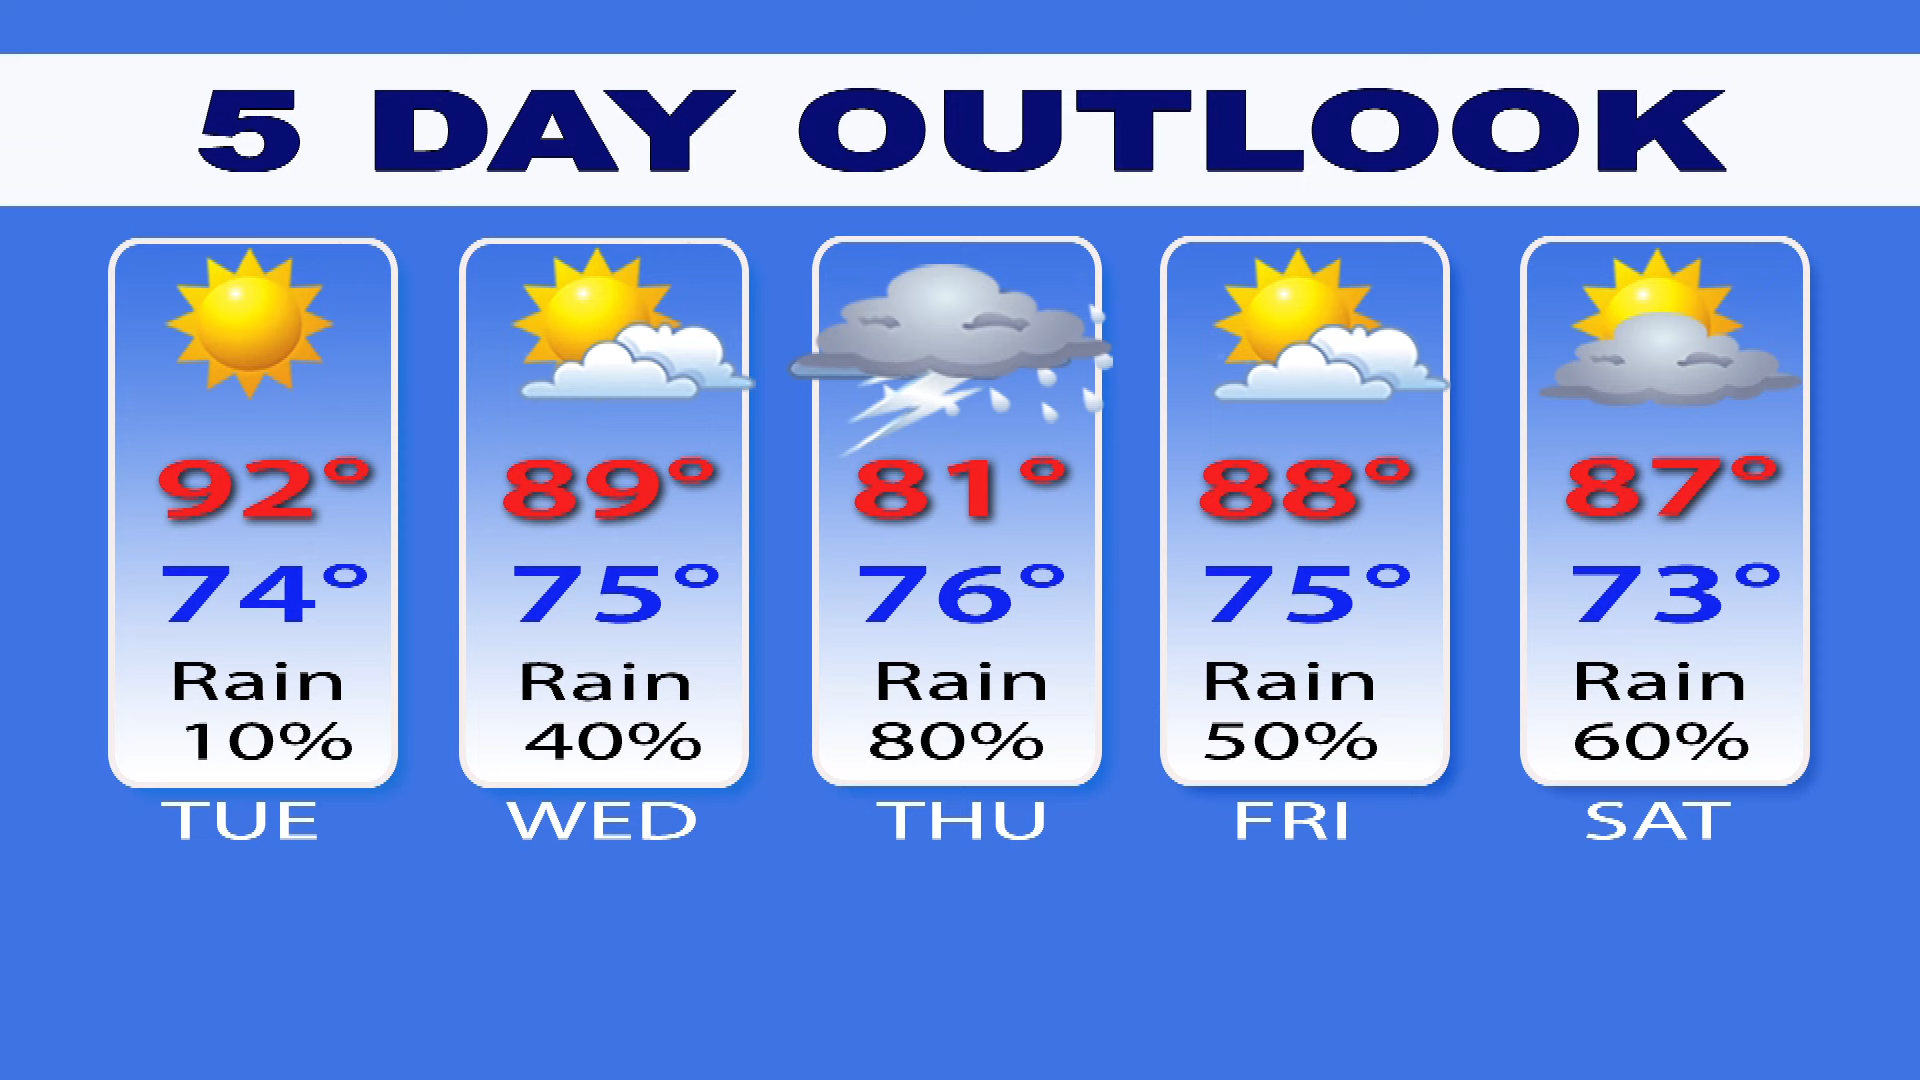 5 DAY OUTLOOK
92°
74°
Rain
10%
TUE
89°
75°
Rain
40%
WED
81°
76°
Rain
80%
THU
88°
75°
Rain
50%
FRI
87°
73°
Rain
60%
SAT